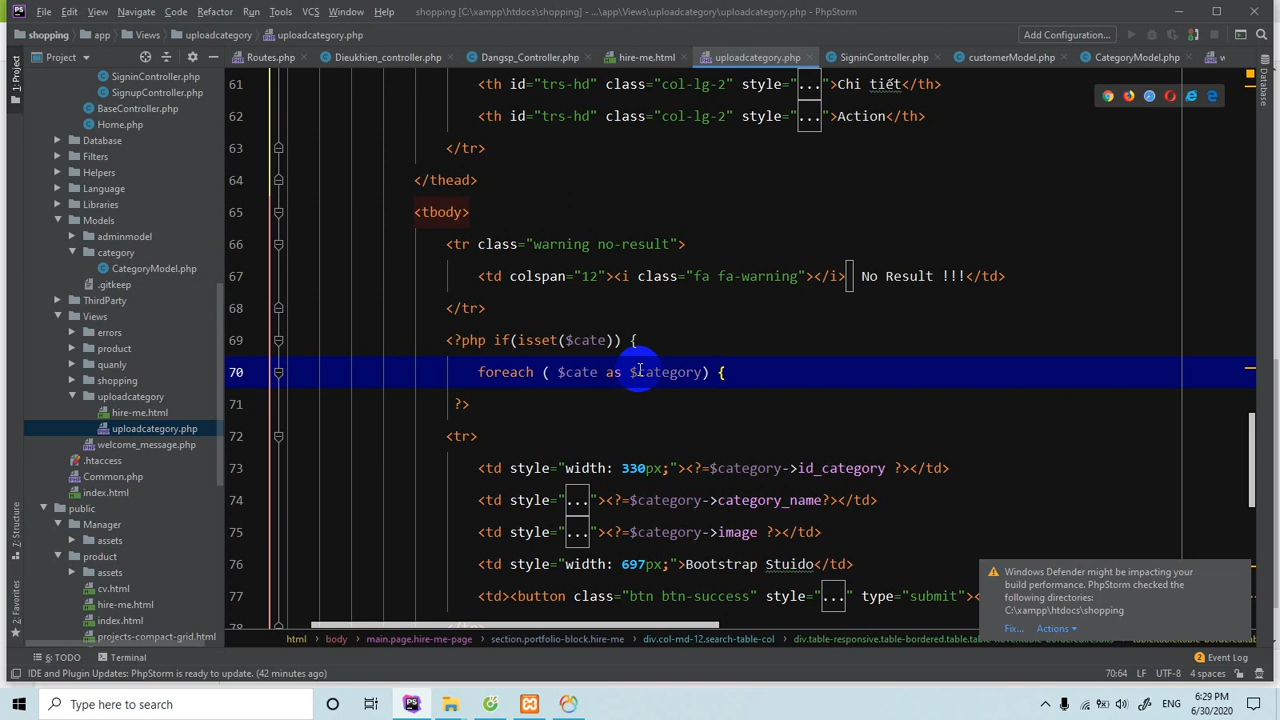 File Edit View Navigate Code Refactor Run Tools VCS Window Help shopping [C:\xampp\htdocs\shopping] - ...\app\Views\uploadcategory\uploadcategory.php - PhpStorm
shopping app Views uploadcategory uploadcategory.php Add Configuration...
Project Routes.php Dieukhien_controller.php Dangsp_Controller.php hire-me.html uploadcategory.php SigninController.php customerModel.php CategoryModel.php
1: Project
7: Structure
2: Favorites
Database
SigninController.php
SignupController.php
BaseController.php
Home.php
Database
Filters
Helpers
Language
Models
adminmodel
category
CategoryModel.php
.gitkeep
ThirdParty
Views
errors
product
quanly
shopping
uploadcategory
hire-me.html
uploadcategory.php
welcome_message.php
.htaccess
Common.php
index.html
public
Manager
assets
product
assets
cv.html
hire-me.html
index.html
projects-compact-grid.html
61 <th id="trs-hd" class="col-lg-2" style="...">Chi tiết</th>
62 <th id="trs-hd" class="col-lg-2" style="...">Action</th>
63 </tr>
64 </thead>
65 <tbody>
66 <tr class="warning no-result">
67 <td colspan="12"><i class="fa fa-warning"></i> No Result !!!</td>
68 </tr>
69 <?php if(isset($cate)) {
70 foreach ( $cate as $category) {
71 ?>
72 <tr>
73 <td style="width: 330px;"><?=$category->id_category ?></td>
74 <td style="..."><?=$category->category_name?></td>
75 <td style="..."><?=$category->image ?></td>
76 <td style="width: 697px;">Bootstrap Stuido</td>
77 <td><button class="btn btn-success" style="..." type="submit"><
78
Windows Defender might be impacting your
build performance. PhpStorm checked the
following directories:
C:\xampp\htdocs\shopping
Fix... Actions
html body main.page.hire-me-page section.portfolio-block.hire-me div.col-md-12.search-table-col
6: TODO Terminal 2 Event Log
IDE and Plugin Updates: PhpStorm is ready to update. (42 minutes ago) 70:64 LF UTF-8 4 spaces
Type here to search ENG 6:29 PM
6/30/2020